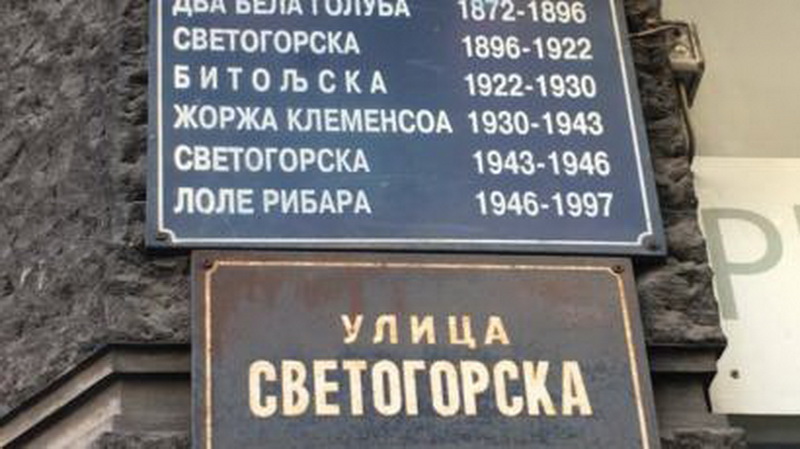 ДВА БЕЛА ГОЛУБА 1872-1896
СВЕТОГОРСКА 1896-1922
БИТОЉСКА 1922-1930
ЖОРЖА КЛЕМЕНСОА 1930-1943
СВЕТОГОРСКА 1943-1946
ЛОЛЕ РИБАРА 1946-1997
УЛИЦА
СВЕТОГОРСКА